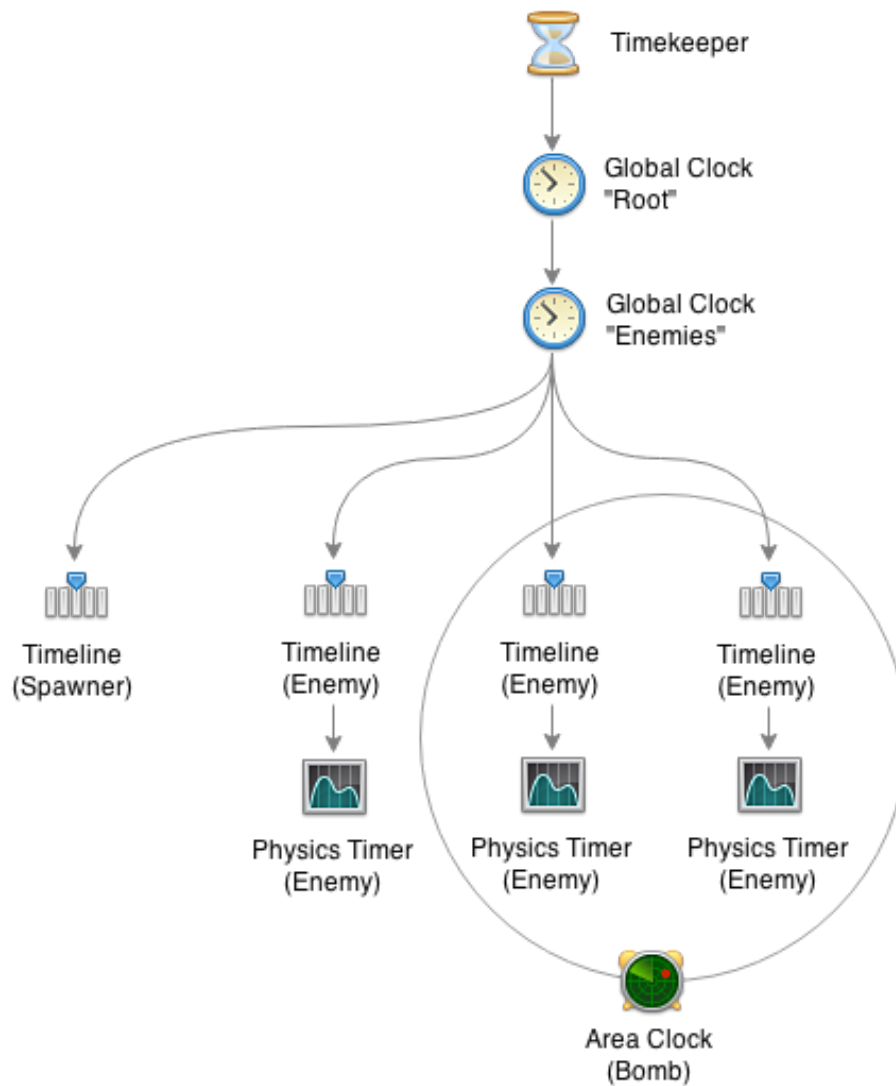 Timekeeper
Global Clock
"Root"
Global Clock
"Enemies"
Timeline
(Spawner)
Timeline
(Enemy)
Timeline
(Enemy)
Timeline
(Enemy)
Physics Timer
(Enemy)
Physics Timer
(Enemy)
Physics Timer
(Enemy)
Area Clock
(Bomb)